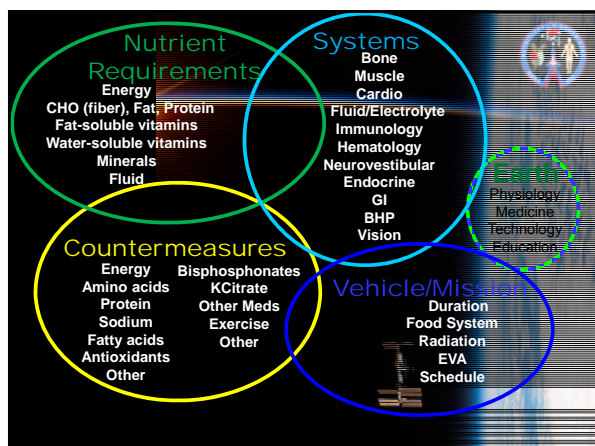 Nutrient
Requirements
Energy
CHO (fiber), Fat, Protein
Fat-soluble vitamins
Water-soluble vitamins
Minerals
Fluid
Systems
Bone
Muscle
Cardio
Fluid/Electrolyte
Immunology
Hematology
Neurovestibular
Endocrine
GI
BHP
Vision
Earth
Physiology
Medicine
Technology
Education
Countermeasures
Energy
Amino acids
Protein
Sodium
Fatty acids
Antioxidants
Other
Bisphosphonates
KCitrate
Other Meds
Exercise
Other
Vehicle/Mission
Duration
Food System
Radiation
EVA
Schedule